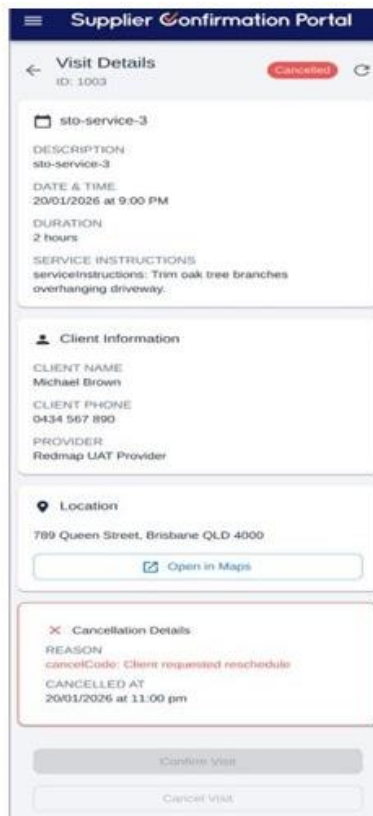 Supplier Confirmation Portal
Visit Details
Cancelled
ID: 1003
sto-service-3
DESCRIPTION
sto-service-3
DATE & TIME
20/01/2026 at 9:00 PM
DURATION
2 hours
SERVICE INSTRUCTIONS
serviceInstructions: Trim oak tree branches
overhanging driveway.
Client Information
CLIENT NAME
Michael Brown
CLIENT PHONE
0434 567 890
PROVIDER
Redmap UAT Provider
Location
789 Queen Street, Brisbane QLD 4000
Open in Maps
Cancellation Details
REASON
cancelCode: Client requested reschedule
CANCELLED AT
20/01/2026 at 11:00 pm
Confirm Visit
Cancel Visit